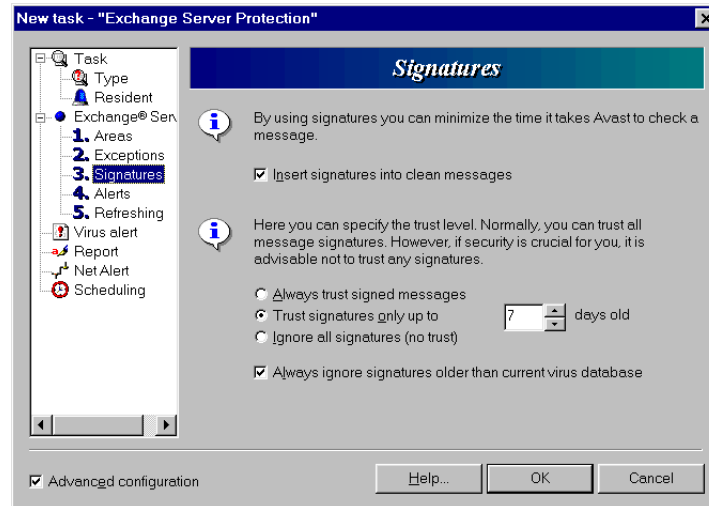 New task - "Exchange Server Protection"
Task
Type
Resident
Exchange® Serv
1. Areas
2. Exceptions
3. Signatures
4. Alerts
5. Refreshing
Virus alert
Report
Net Alert
Scheduling
Signatures
By using signatures you can minimize the time it takes Avast to check a
message.
Insert signatures into clean messages
Here you can specify the trust level. Normally, you can trust all
message signatures. However, if security is crucial for you, it is
advisable not to trust any signatures.
Always trust signed messages
Trust signatures only up to 7 days old
Ignore all signatures (no trust)
Always ignore signatures older than current virus database
Advanced configuration
Help...
OK
Cancel